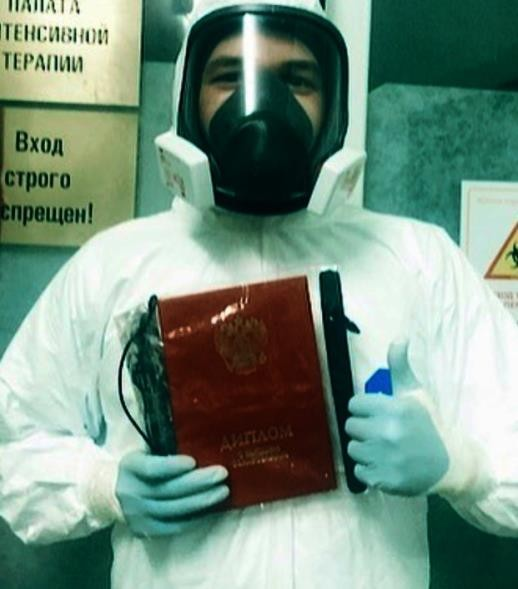 ПАЛАТА
ИНТЕНСИВНОЙ
ТЕРАПИИ
Вход
строго
воспрещен!
ДИПЛОМ